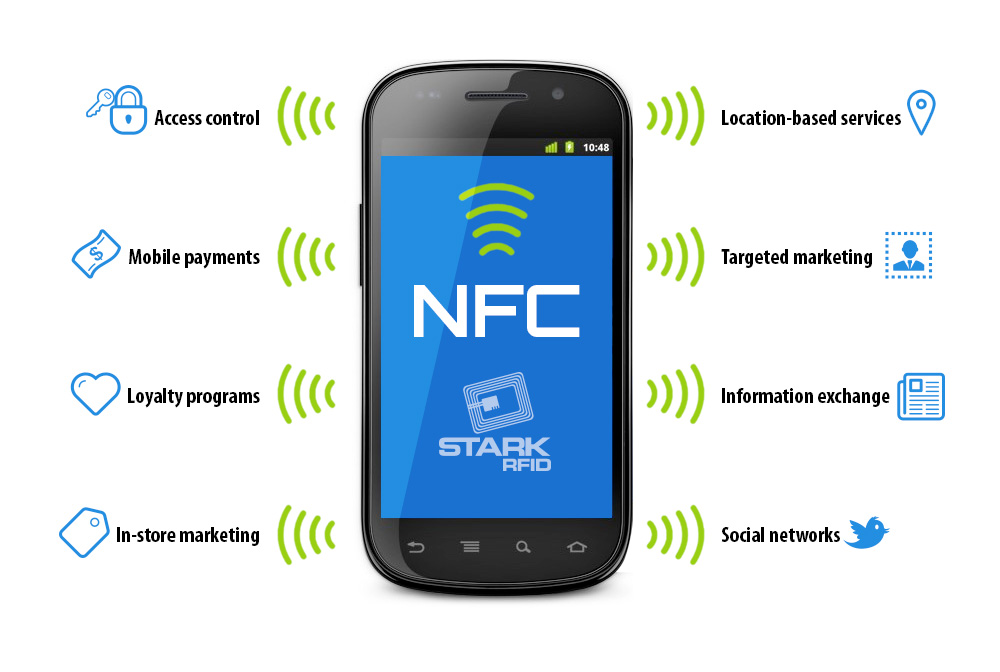 Access control
Mobile payments
Loyalty programs
In-store marketing
10:48
NFC
STARK
RFID
Location-based services
Targeted marketing
Information exchange
Social networks